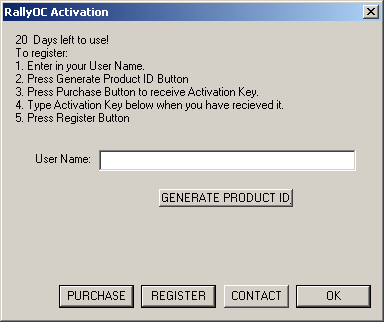 RallyOC Activation
20 Days left to use!
To register:
1. Enter in your User Name.
2. Press Generate Product ID Button
3. Press Purchase Button to receive Activation Key.
4. Type Activation Key below when you have recieved it.
5. Press Register Button
User Name:
GENERATE PRODUCT ID
PURCHASE REGISTER CONTACT OK